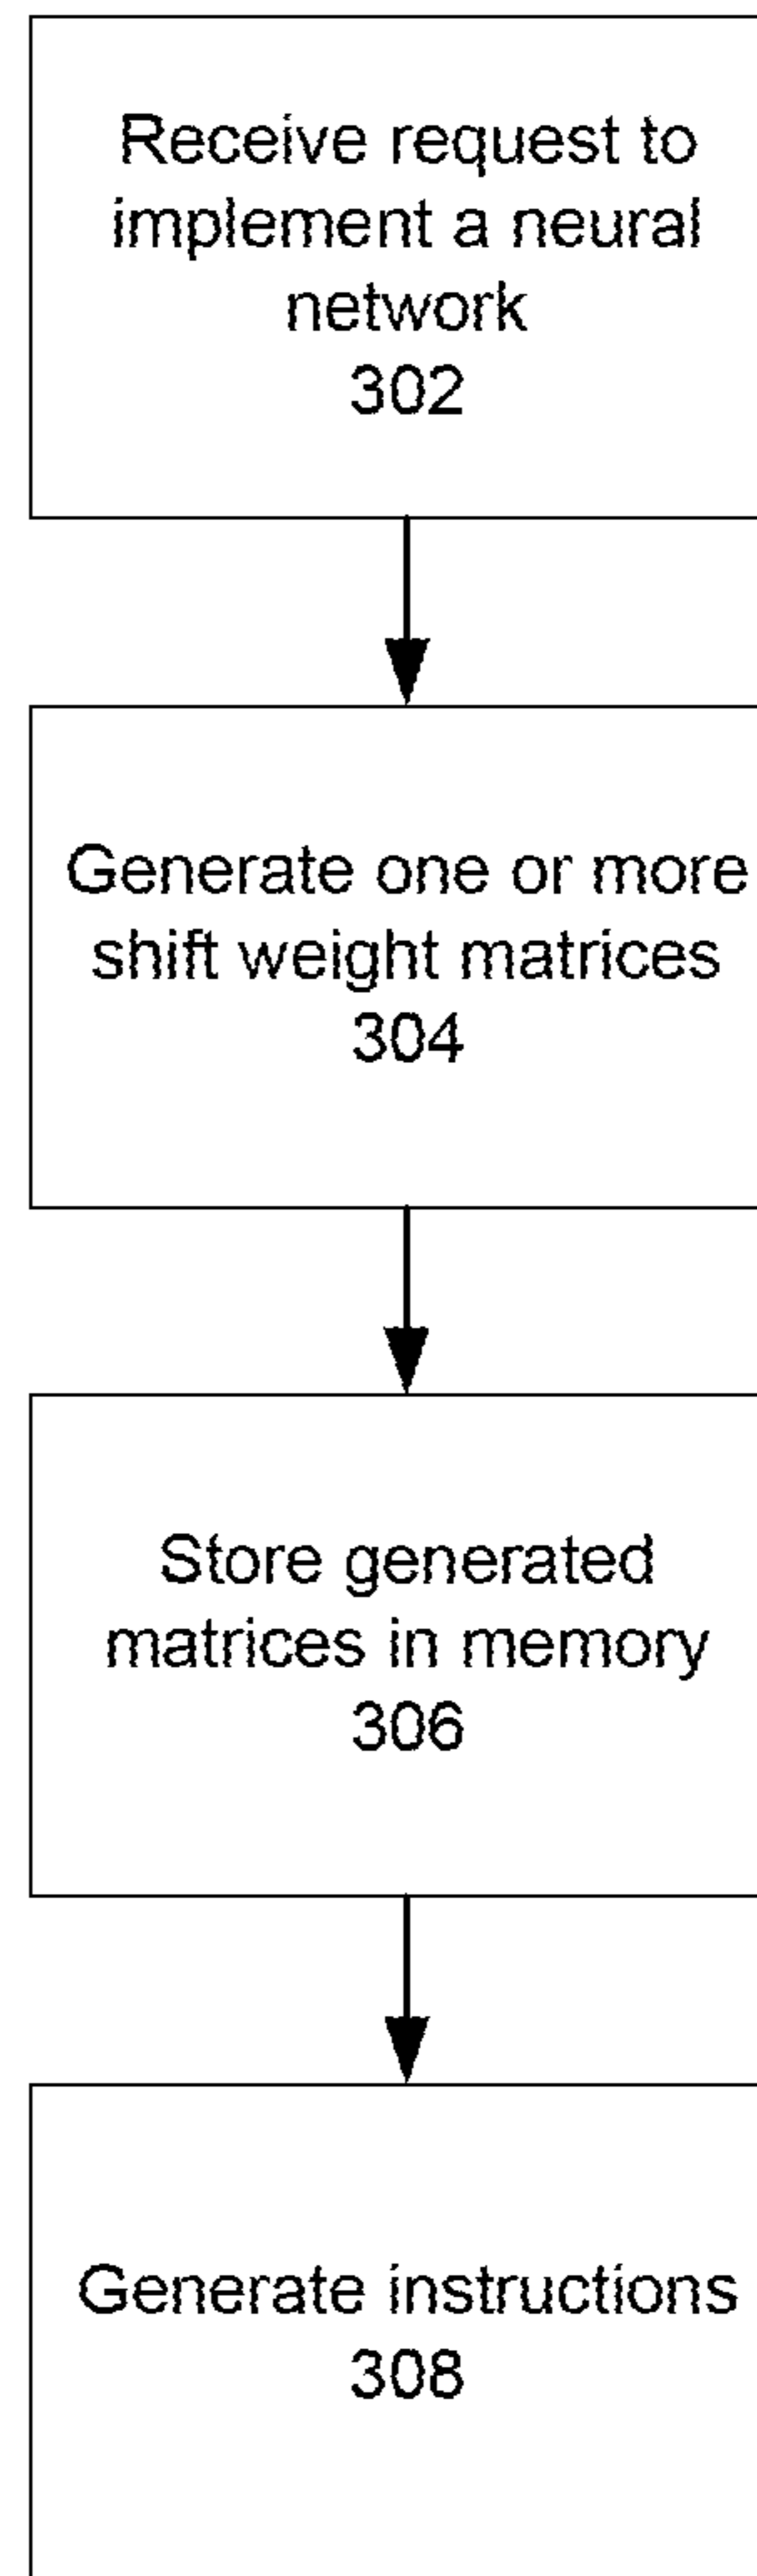 Receive request to
implement a neural
network
302
Generate one or more
shift weight matrices
304
Store generated
matrices in memory
306
Generate instructions
308